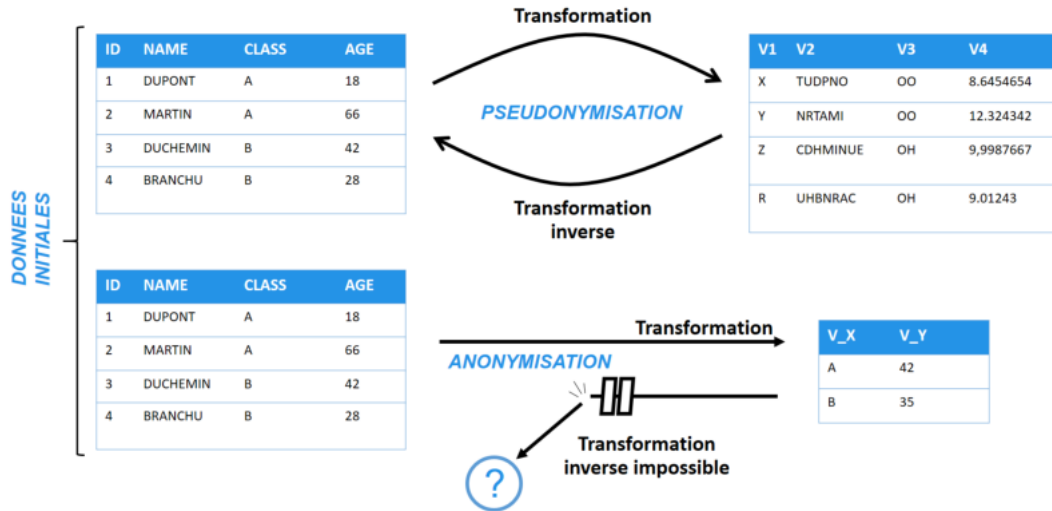 Transformation
ID NAME CLASS AGE
1 DUPONT A 18
2 MARTIN A 66
3 DUCHEMIN B 42
4 BRANCHU B 28
PSEUDONYMISATION
V1 V2 V3 V4
X TUDPNO OO 8.6454654
Y NRTAMI OO 12.324342
Z CDHMINUE OH 9,9987667
R UHBNRAC OH 9.01243
Transformation
inverse
DONNEES
INITIALES
ID NAME CLASS AGE
1 DUPONT A 18
2 MARTIN A 66
3 DUCHEMIN B 42
4 BRANCHU B 28
Transformation
ANONYMISATION
V_X V_Y
A 42
B 35
Transformation
inverse impossible
?